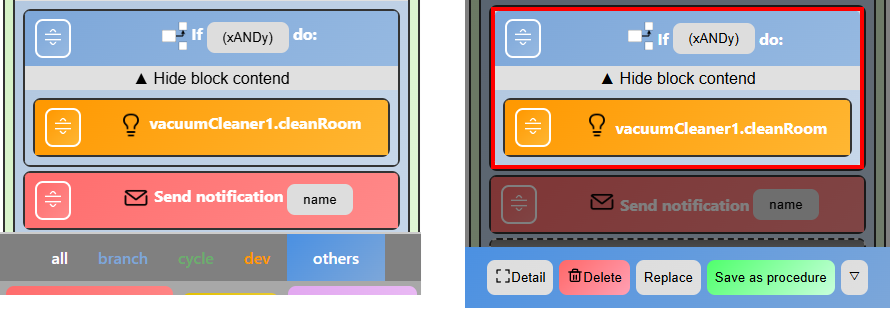 If (xANDy) do:
▲ Hide block contend
vacuumCleaner1.cleanRoom
Send notification name
all branch cycle dev others
If (xANDy) do:
▲ Hide block contend
vacuumCleaner1.cleanRoom
Send notification name
Detail Delete Replace Save as procedure ▽